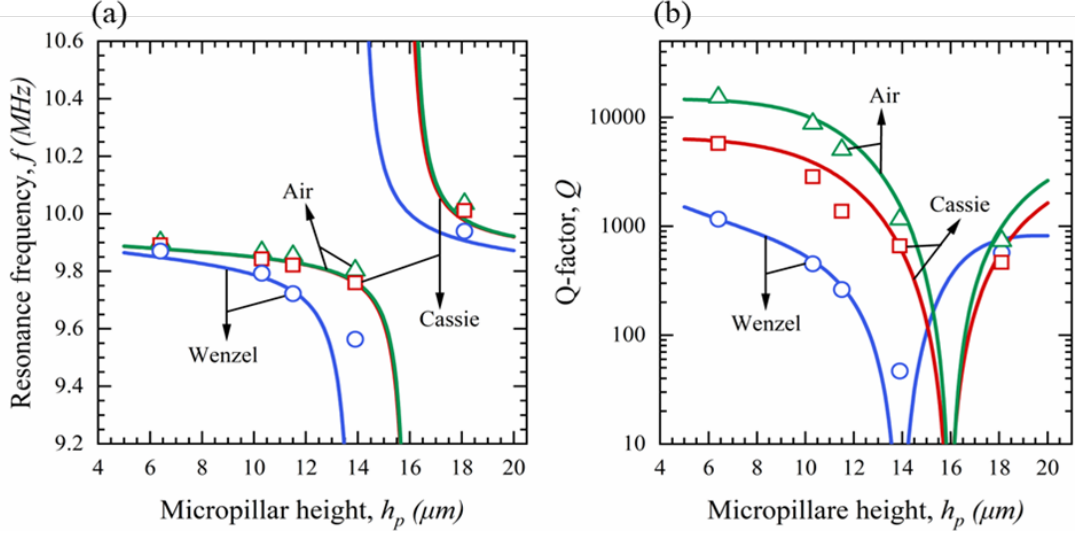 (a)
10.6
10.4
10.2
10.0
9.8
9.6
9.4
9.2
Resonance frequency, f (MHz)
Air
Cassie
Wenzel
4 6 8 10 12 14 16 18 20
Micropillar height, hp (μm)
(b)
10000
1000
100
10
Q-factor, Q
Air
Cassie
Wenzel
4 6 8 10 12 14 16 18 20
Micropillare height, hp (μm)